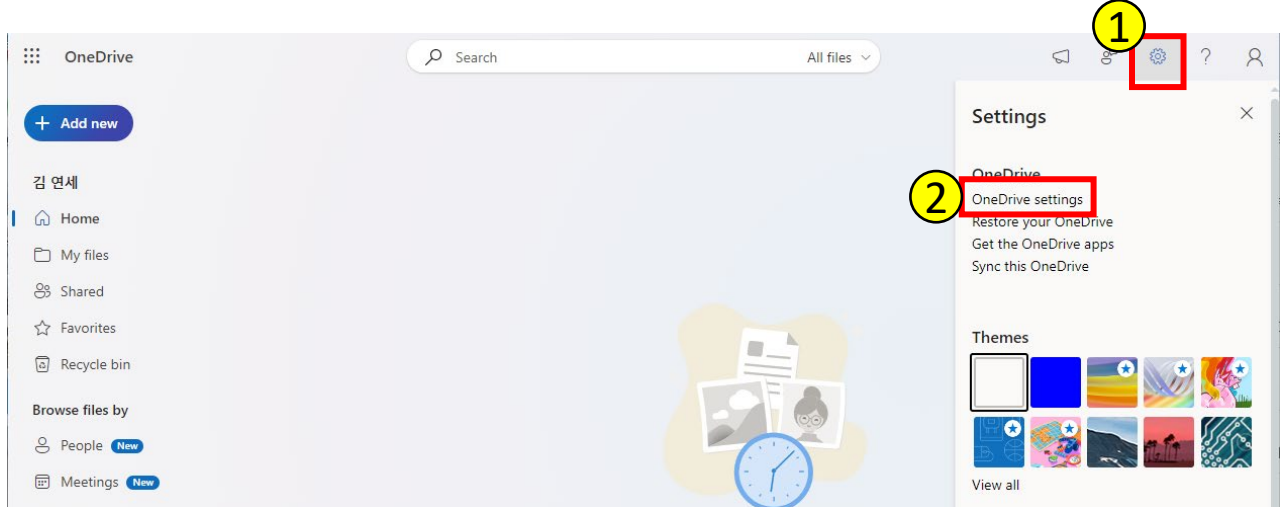 1
OneDrive
Search
All files
?
Settings
Add new
OneDrive
2
OneDrive settings
Restore your OneDrive
Get the OneDrive apps
Sync this OneDrive
김 연세
Home
My files
Shared
Favorites
Recycle bin
Themes
Browse files by
People New
Meetings New
View all